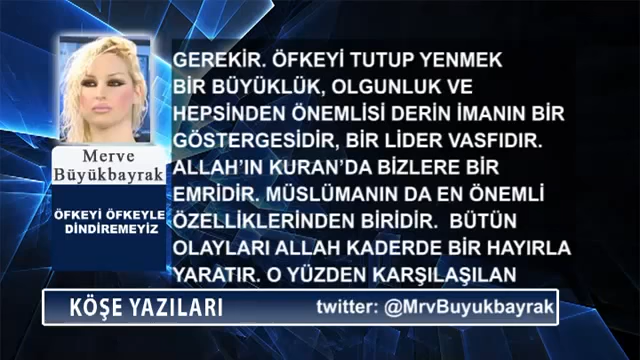 GEREKİR. ÖFKEYİ TUTUP YENMEK
BİR BÜYÜKLÜK, OLGUNLUK VE
HEPSİNDEN ÖNEMLİSİ DERİN İMANIN BİR
GÖSTERGESİDİR, BİR LİDER VASFIDIR.
ALLAH'IN KURAN'DA BİZLERE BİR
EMRİDİR. MÜSLÜMANIN DA EN ÖNEMLİ
ÖZELLİKLERİNDEN BİRİDİR. BÜTÜN
OLAYLARI ALLAH KADERDE BİR HAYIRLA
YARATIR. O YÜZDEN KARŞILAŞILAN
Merve
Büyükbayrak
ÖFKEYİ ÖFKEYLE
DİNDİREMEYİZ
KÖŞE YAZILARI
twitter: @MrvBuyukbayrak